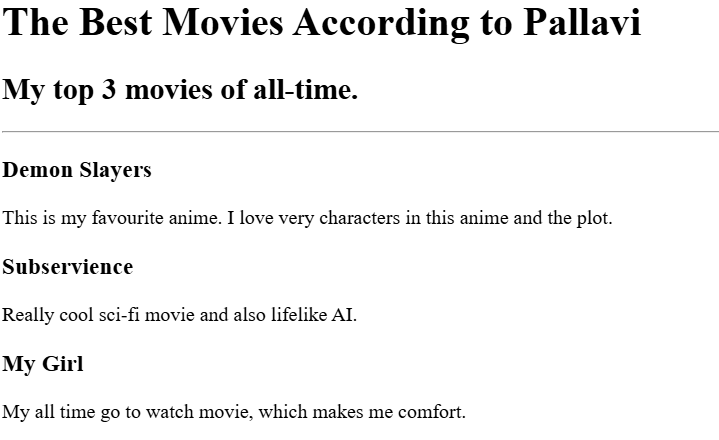 The Best Movies According to Pallavi
My top 3 movies of all-time.
Demon Slayers
This is my favourite anime. I love very characters in this anime and the plot.
Subservience
Really cool sci-fi movie and also lifelike AI.
My Girl
My all time go to watch movie, which makes me comfort.